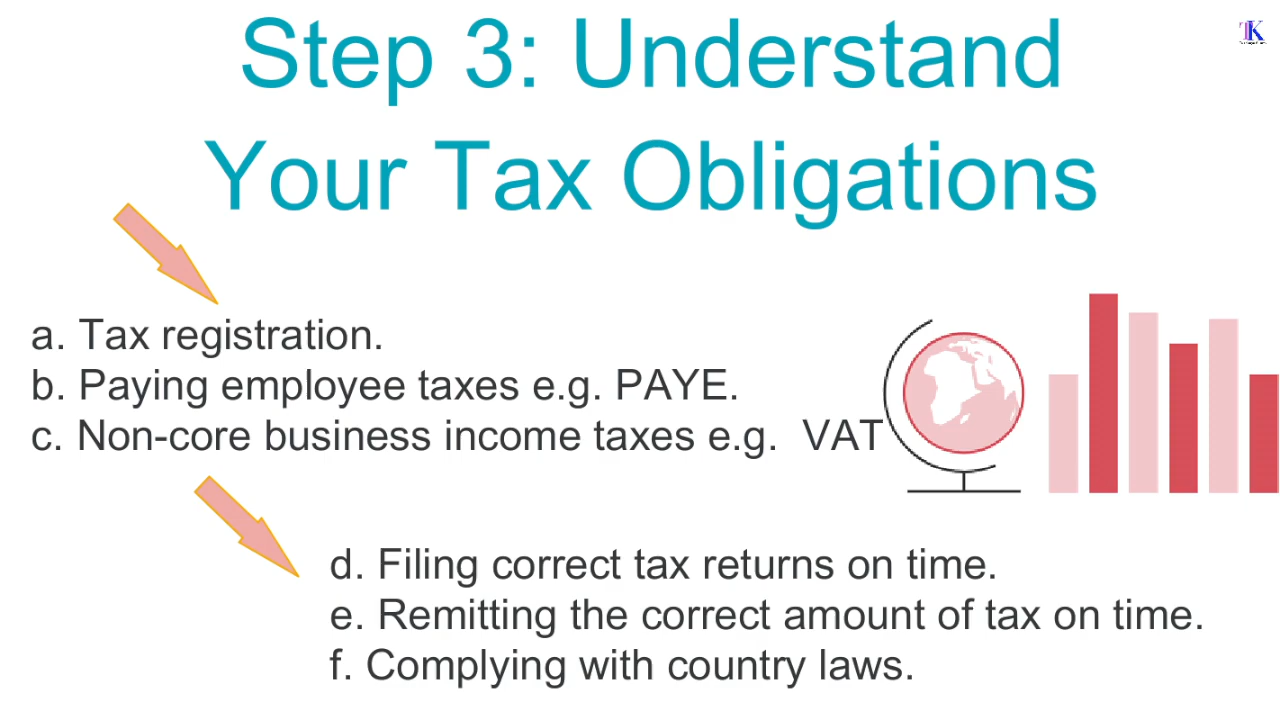 Step 3: Understand
Your Tax Obligations
a. Tax registration.
b. Paying employee taxes e.g. PAYE.
c. Non-core business income taxes e.g. VAT
d. Filing correct tax returns on time.
e. Remitting the correct amount of tax on time.
f. Complying with country laws.
TK